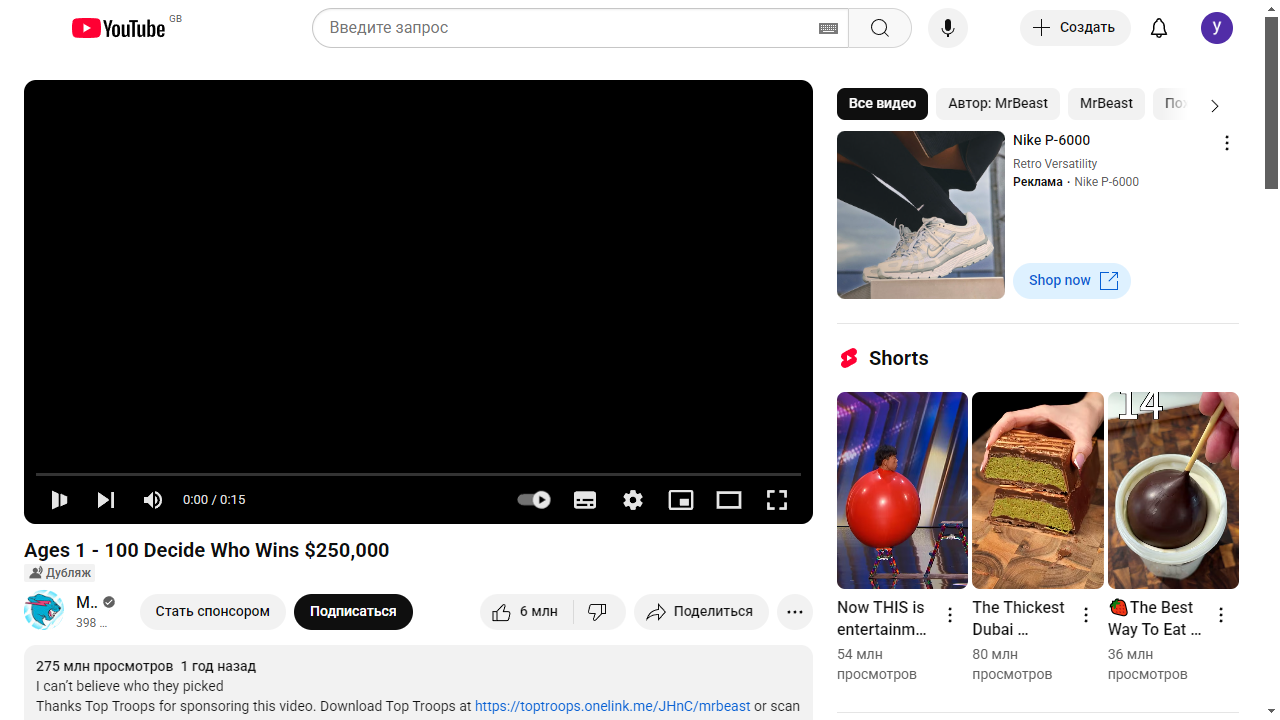 YouTube GB
Введите запрос
Создать
y
Все видео
Автор: MrBeast
MrBeast
Nike P-6000
Retro Versatility
Реклама · Nike P-6000
Shop now
Shorts
0:00 / 0:15
14
Ages 1 - 100 Decide Who Wins $250,000
Дубляж
M..
398 ...
Стать спонсором
Подписаться
6 млн
Поделиться
275 млн просмотров 1 год назад
I can't believe who they picked
Thanks Top Troops for sponsoring this video. Download Top Troops at https://toptroops.onelink.me/JHnC/mrbeast or scan
Now THIS is
entertainm...
54 млн
просмотров
The Thickest
Dubai ...
80 млн
просмотров
🍓The Best
Way To Eat ...
36 млн
просмотров